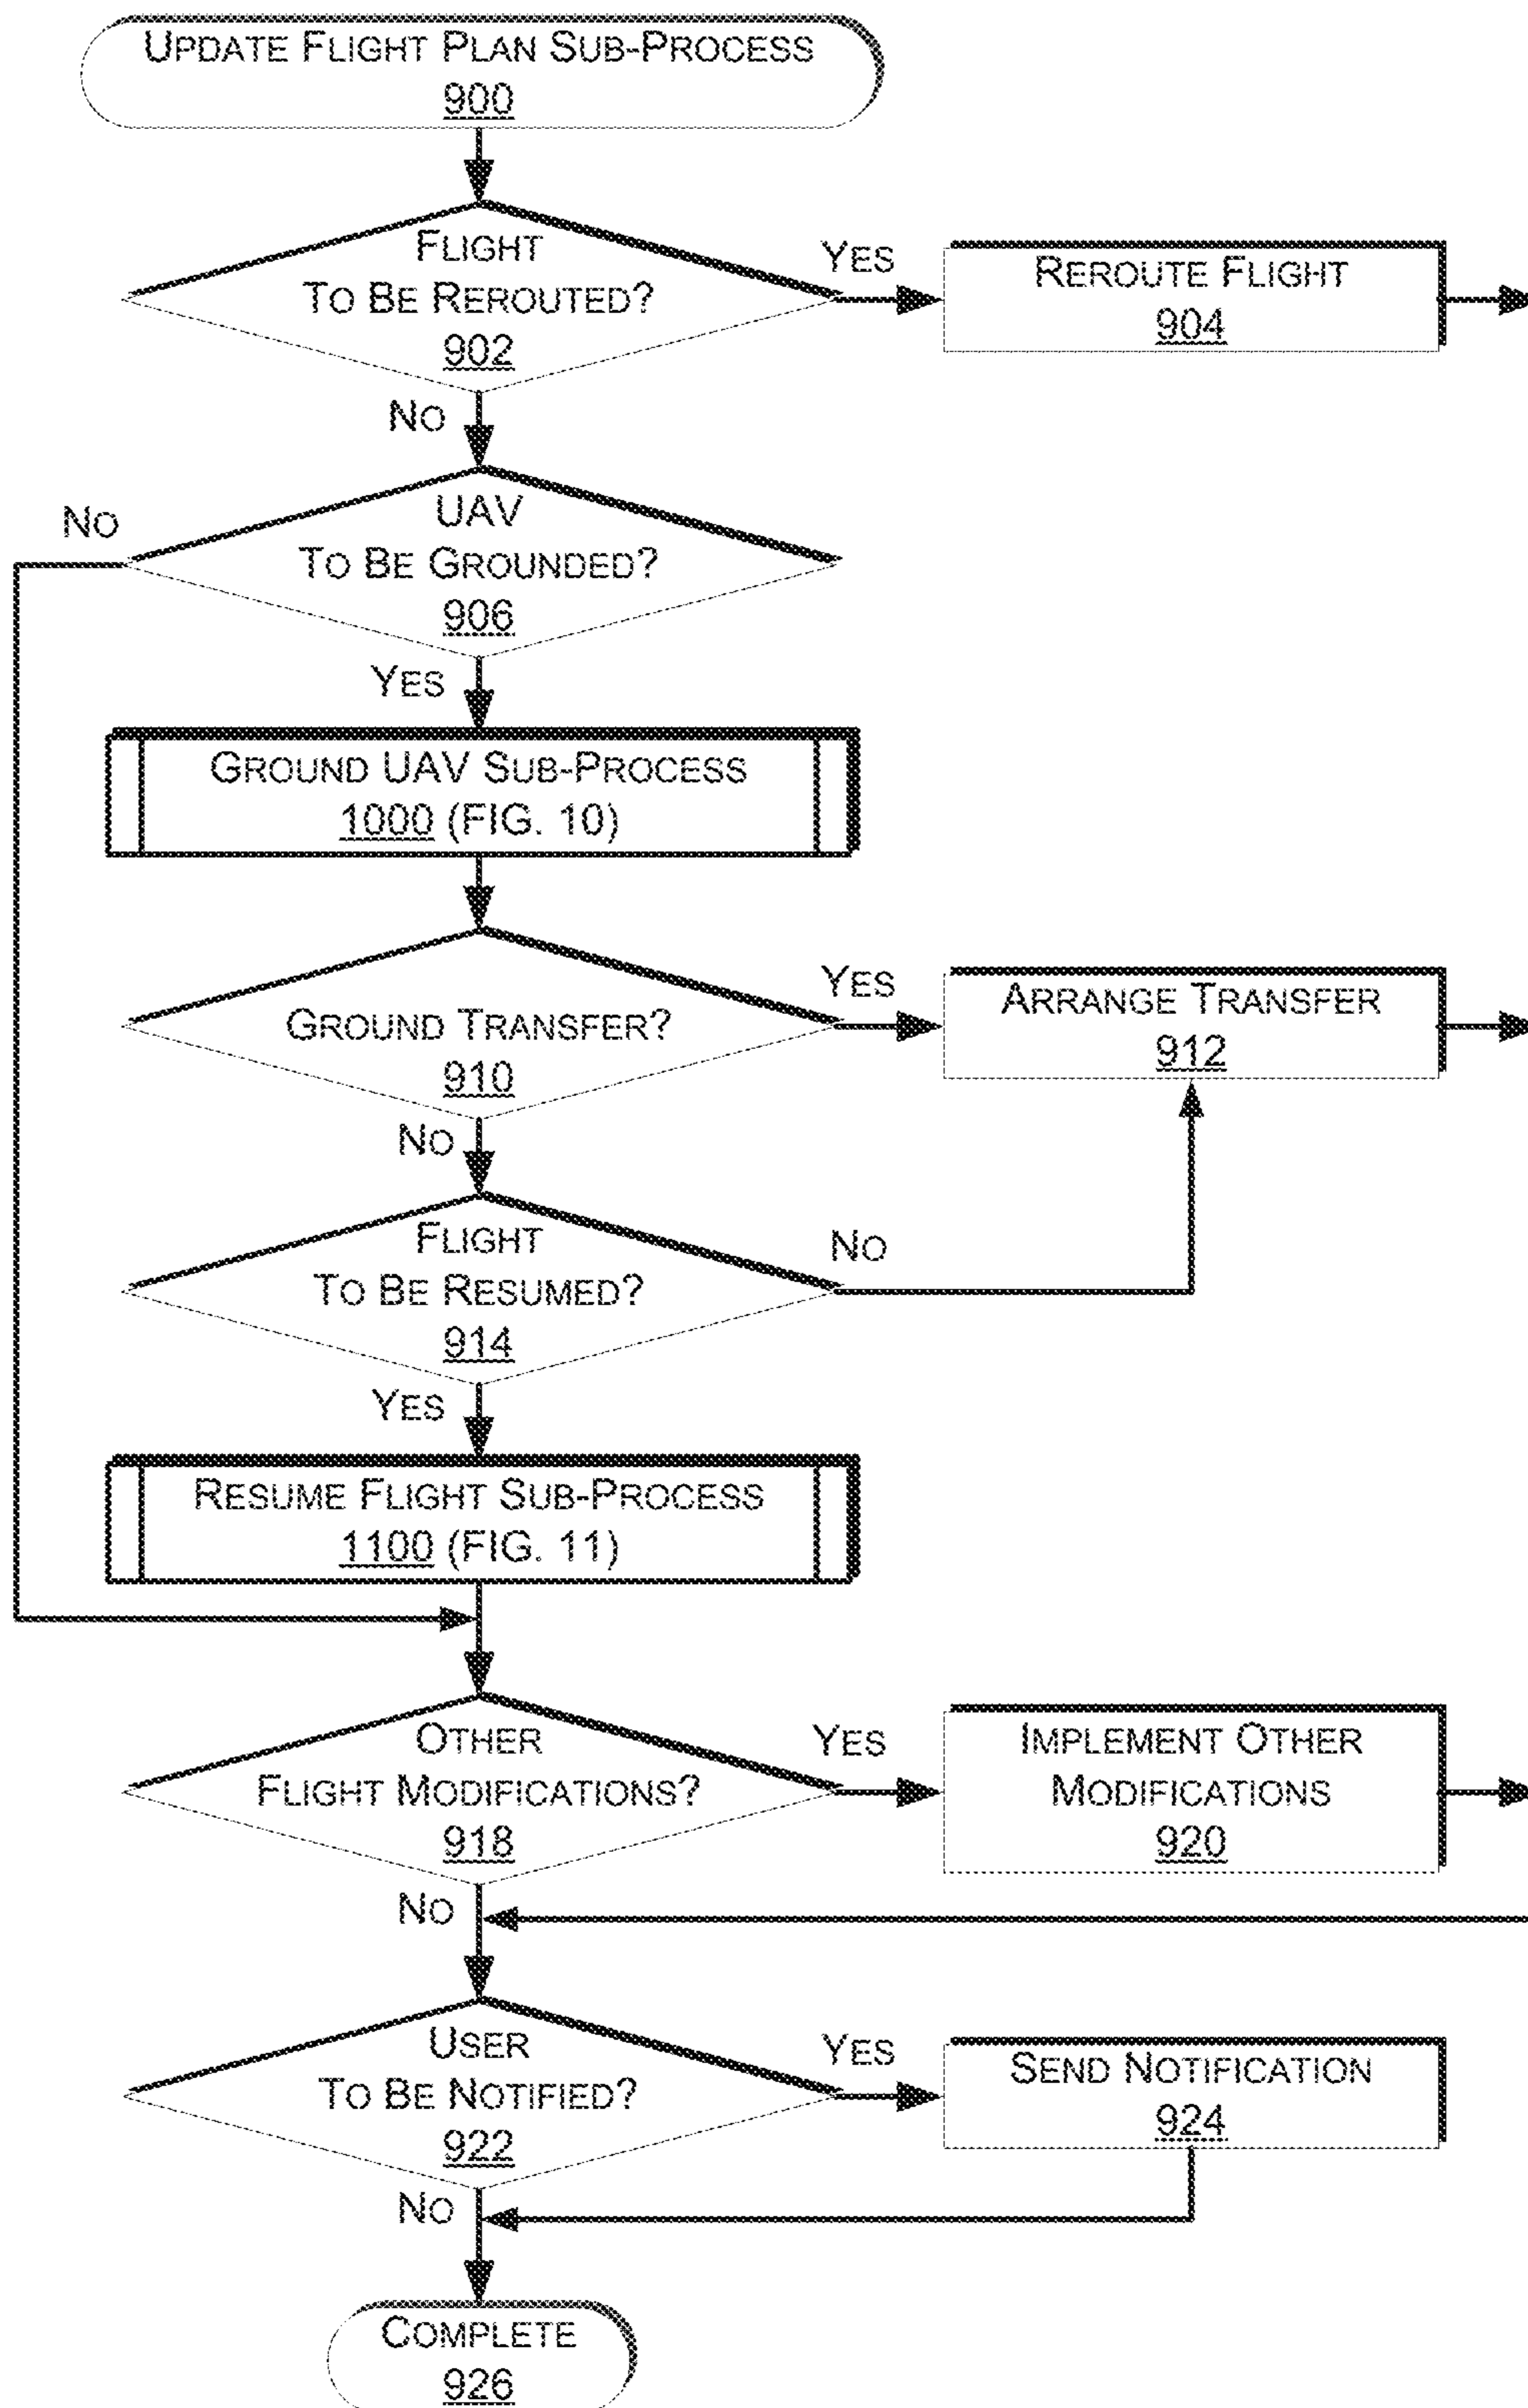 UPDATE FLIGHT PLAN SUB-PROCESS
900
FLIGHT
TO BE REROUTED?
902
YES
REROUTE FLIGHT
904
NO
UAV
TO BE GROUNDED?
906
NO
YES
GROUND UAV SUB-PROCESS
1000 (FIG. 10)
GROUND TRANSFER?
910
YES
ARRANGE TRANSFER
912
NO
FLIGHT
TO BE RESUMED?
914
NO
YES
RESUME FLIGHT SUB-PROCESS
1100 (FIG. 11)
OTHER
FLIGHT MODIFICATIONS?
918
YES
IMPLEMENT OTHER
MODIFICATIONS
920
NO
USER
TO BE NOTIFIED?
922
YES
SEND NOTIFICATION
924
NO
COMPLETE
926